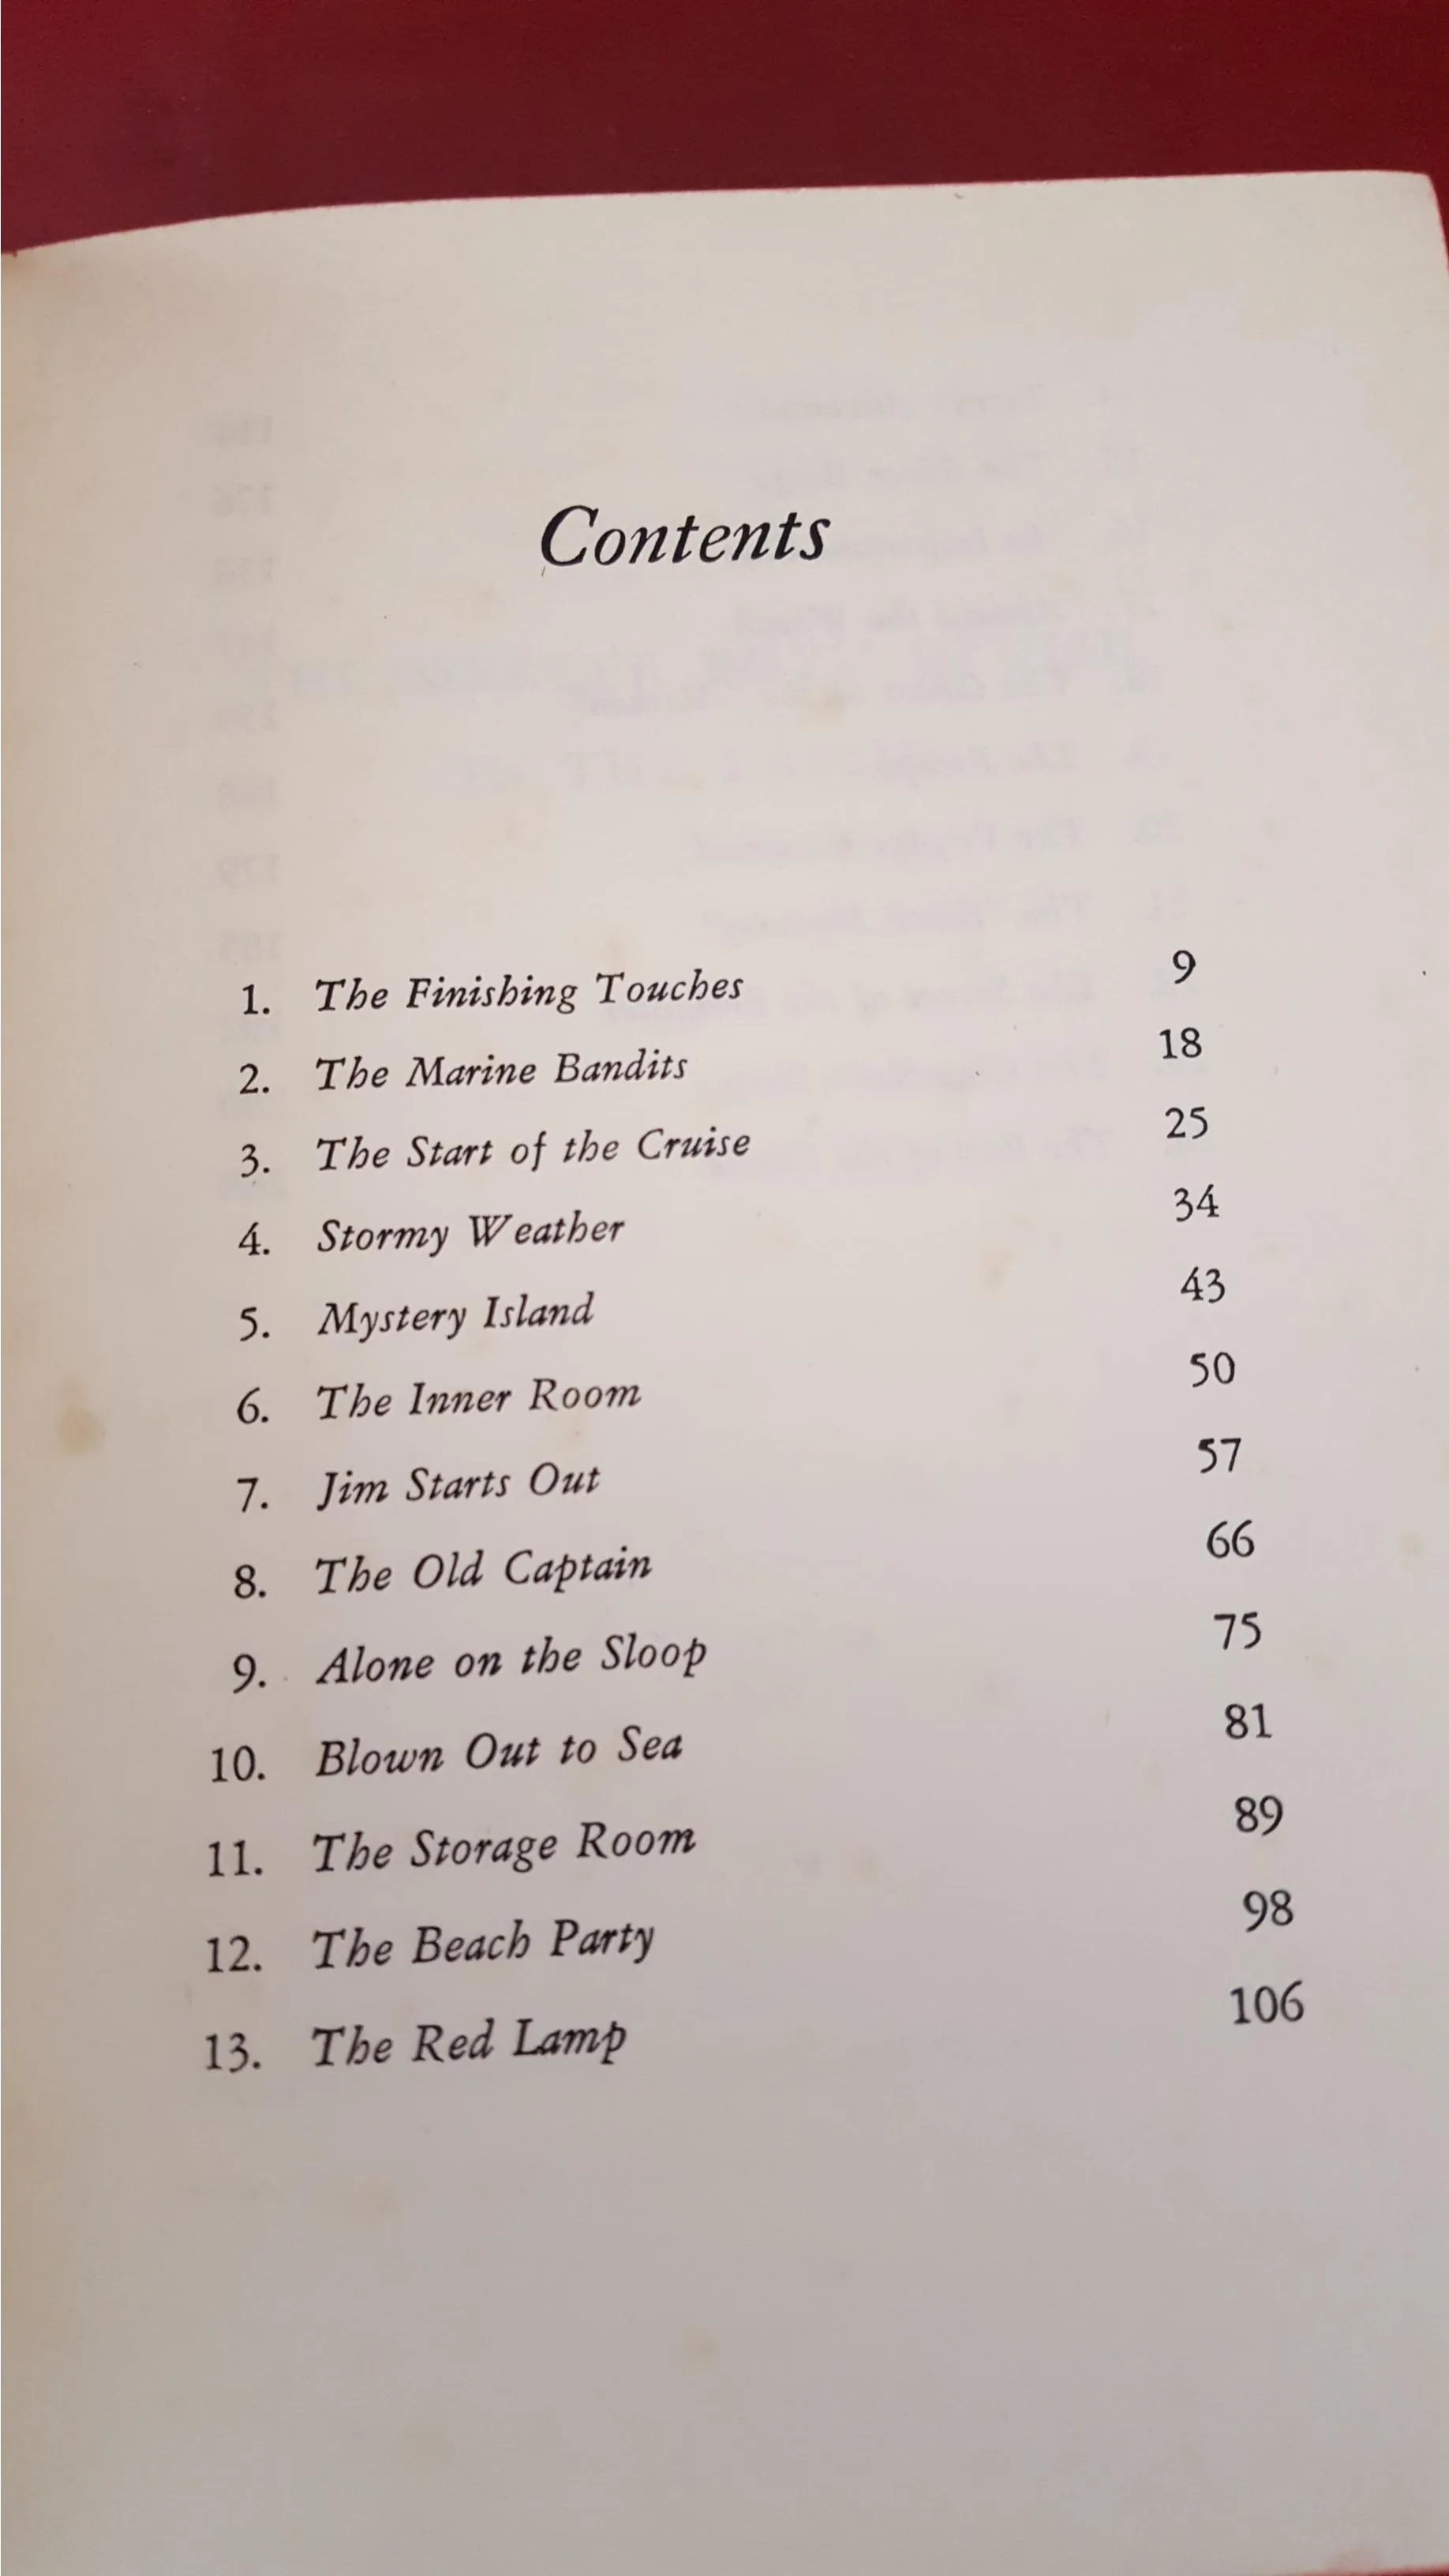 Contents
1. The Finishing Touches 9
2. The Marine Bandits 18
3. The Start of the Cruise 25
4. Stormy Weather 34
5. Mystery Island 43
6. The Inner Room 50
7. Jim Starts Out 57
8. The Old Captain 66
9. Alone on the Sloop 75
10. Blown Out to Sea 81
11. The Storage Room 89
12. The Beach Party 98
13. The Red Lamp 106